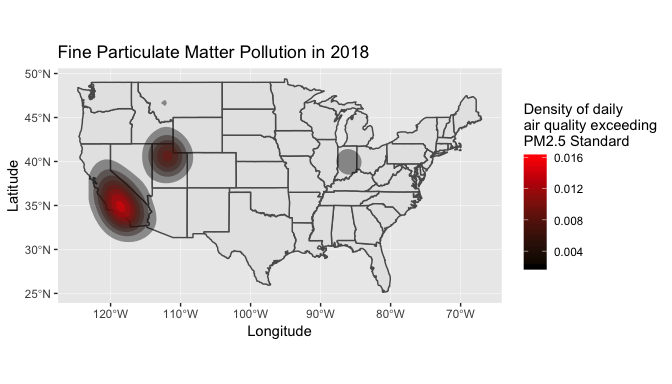 Fine Particulate Matter Pollution in 2018
50°N
45°N
40°N
35°N
30°N
25°N
Latitude
120°W 110°W 100°W 90°W 80°W 70°W
Longitude
Density of daily
air quality exceeding
PM2.5 Standard
0.016
0.012
0.008
0.004